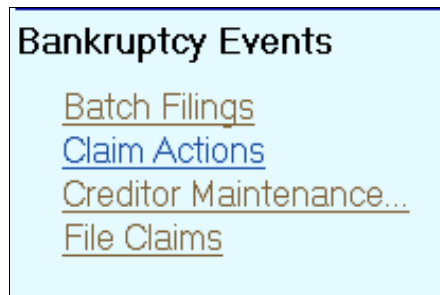 Bankruptcy Events
Batch Filings
Claim Actions
Creditor Maintenance...
File Claims